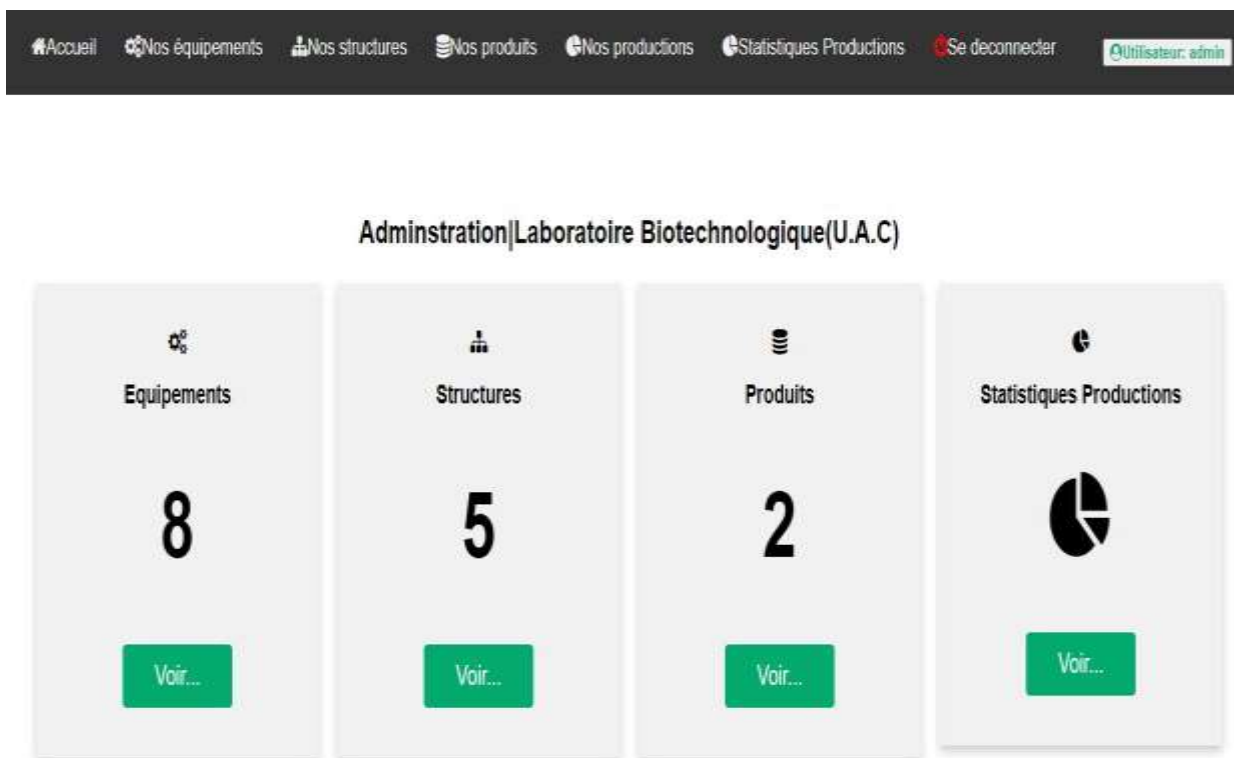 Accueil Nos équipements Nos structures Nos produits Nos productions Statistiques Productions Se deconnecter Utilisateur: admin
Adminstration|Laboratoire Biotechnologique(U.A.C)
Equipements Structures Produits Statistiques Productions
8 5 2
Voir... Voir... Voir... Voir...